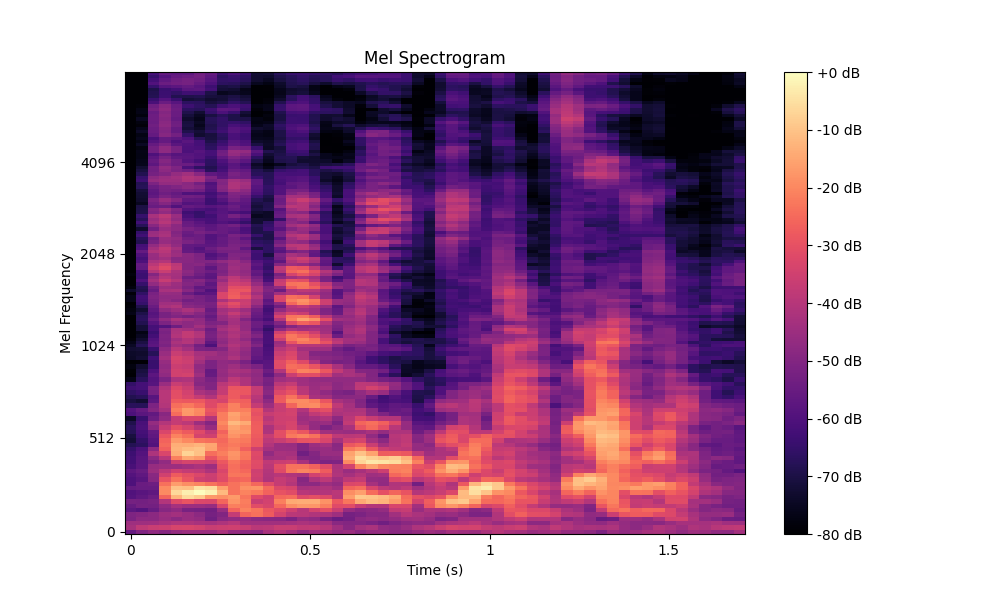 Mel Spectrogram
+0 dB
-10 dB
-20 dB
-30 dB
-40 dB
-50 dB
-60 dB
-70 dB
-80 dB
4096
2048
1024
512
0
Mel Frequency
0
0.5
1
1.5
Time (s)